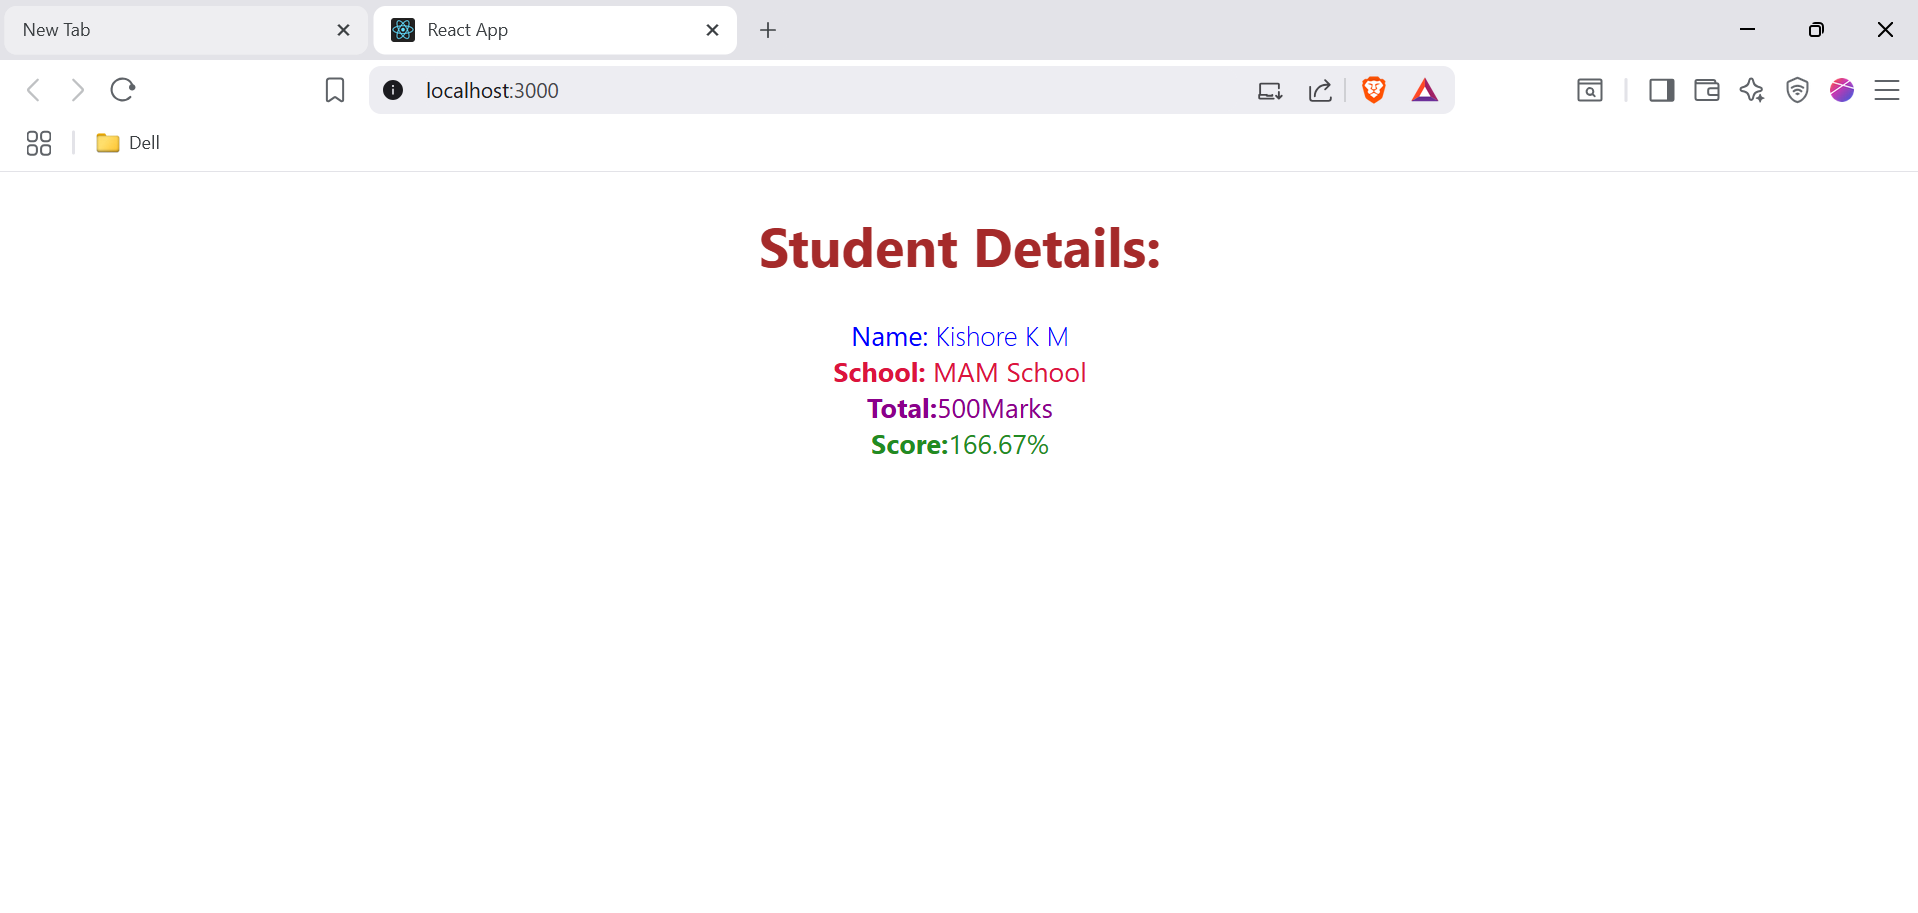 New Tab
React App
localhost:3000
Dell
Student Details:
Name: Kishore K M
School: MAM School
Total:500Marks
Score:166.67%